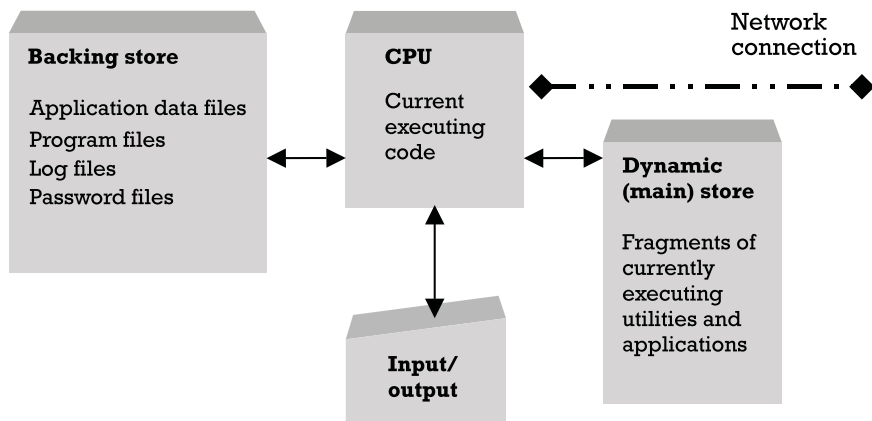 Backing store
Application data files
Program files
Log files
Password files
CPU
Current
executing
code
Network
connection
Dynamic
(main) store
Fragments of
currently
executing
utilities and
applications
Input/
output